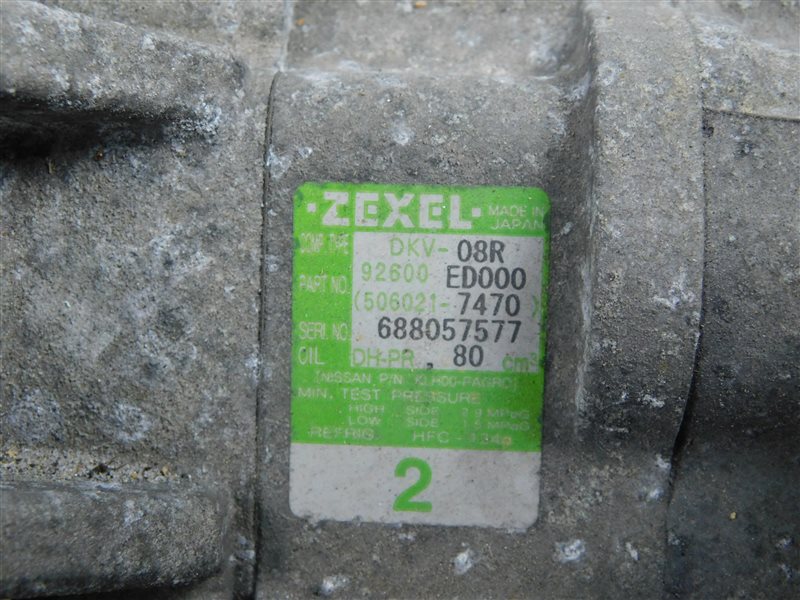 ·ZEXEL· MADE IN JAPAN
COMP. TYPE DKV-08R
PART NO. 92600-ED000
(506021-7470)
SERI. NO. 688057577
OIL DH-PR, 80 cm³
[NISSAN P/N KLH00-PAGR0]
MIN. TEST PRESSURE
HIGH SIDE 2.9 MPaG
LOW SIDE 1.5 MPaG
REFRIG. HFC-134a
2